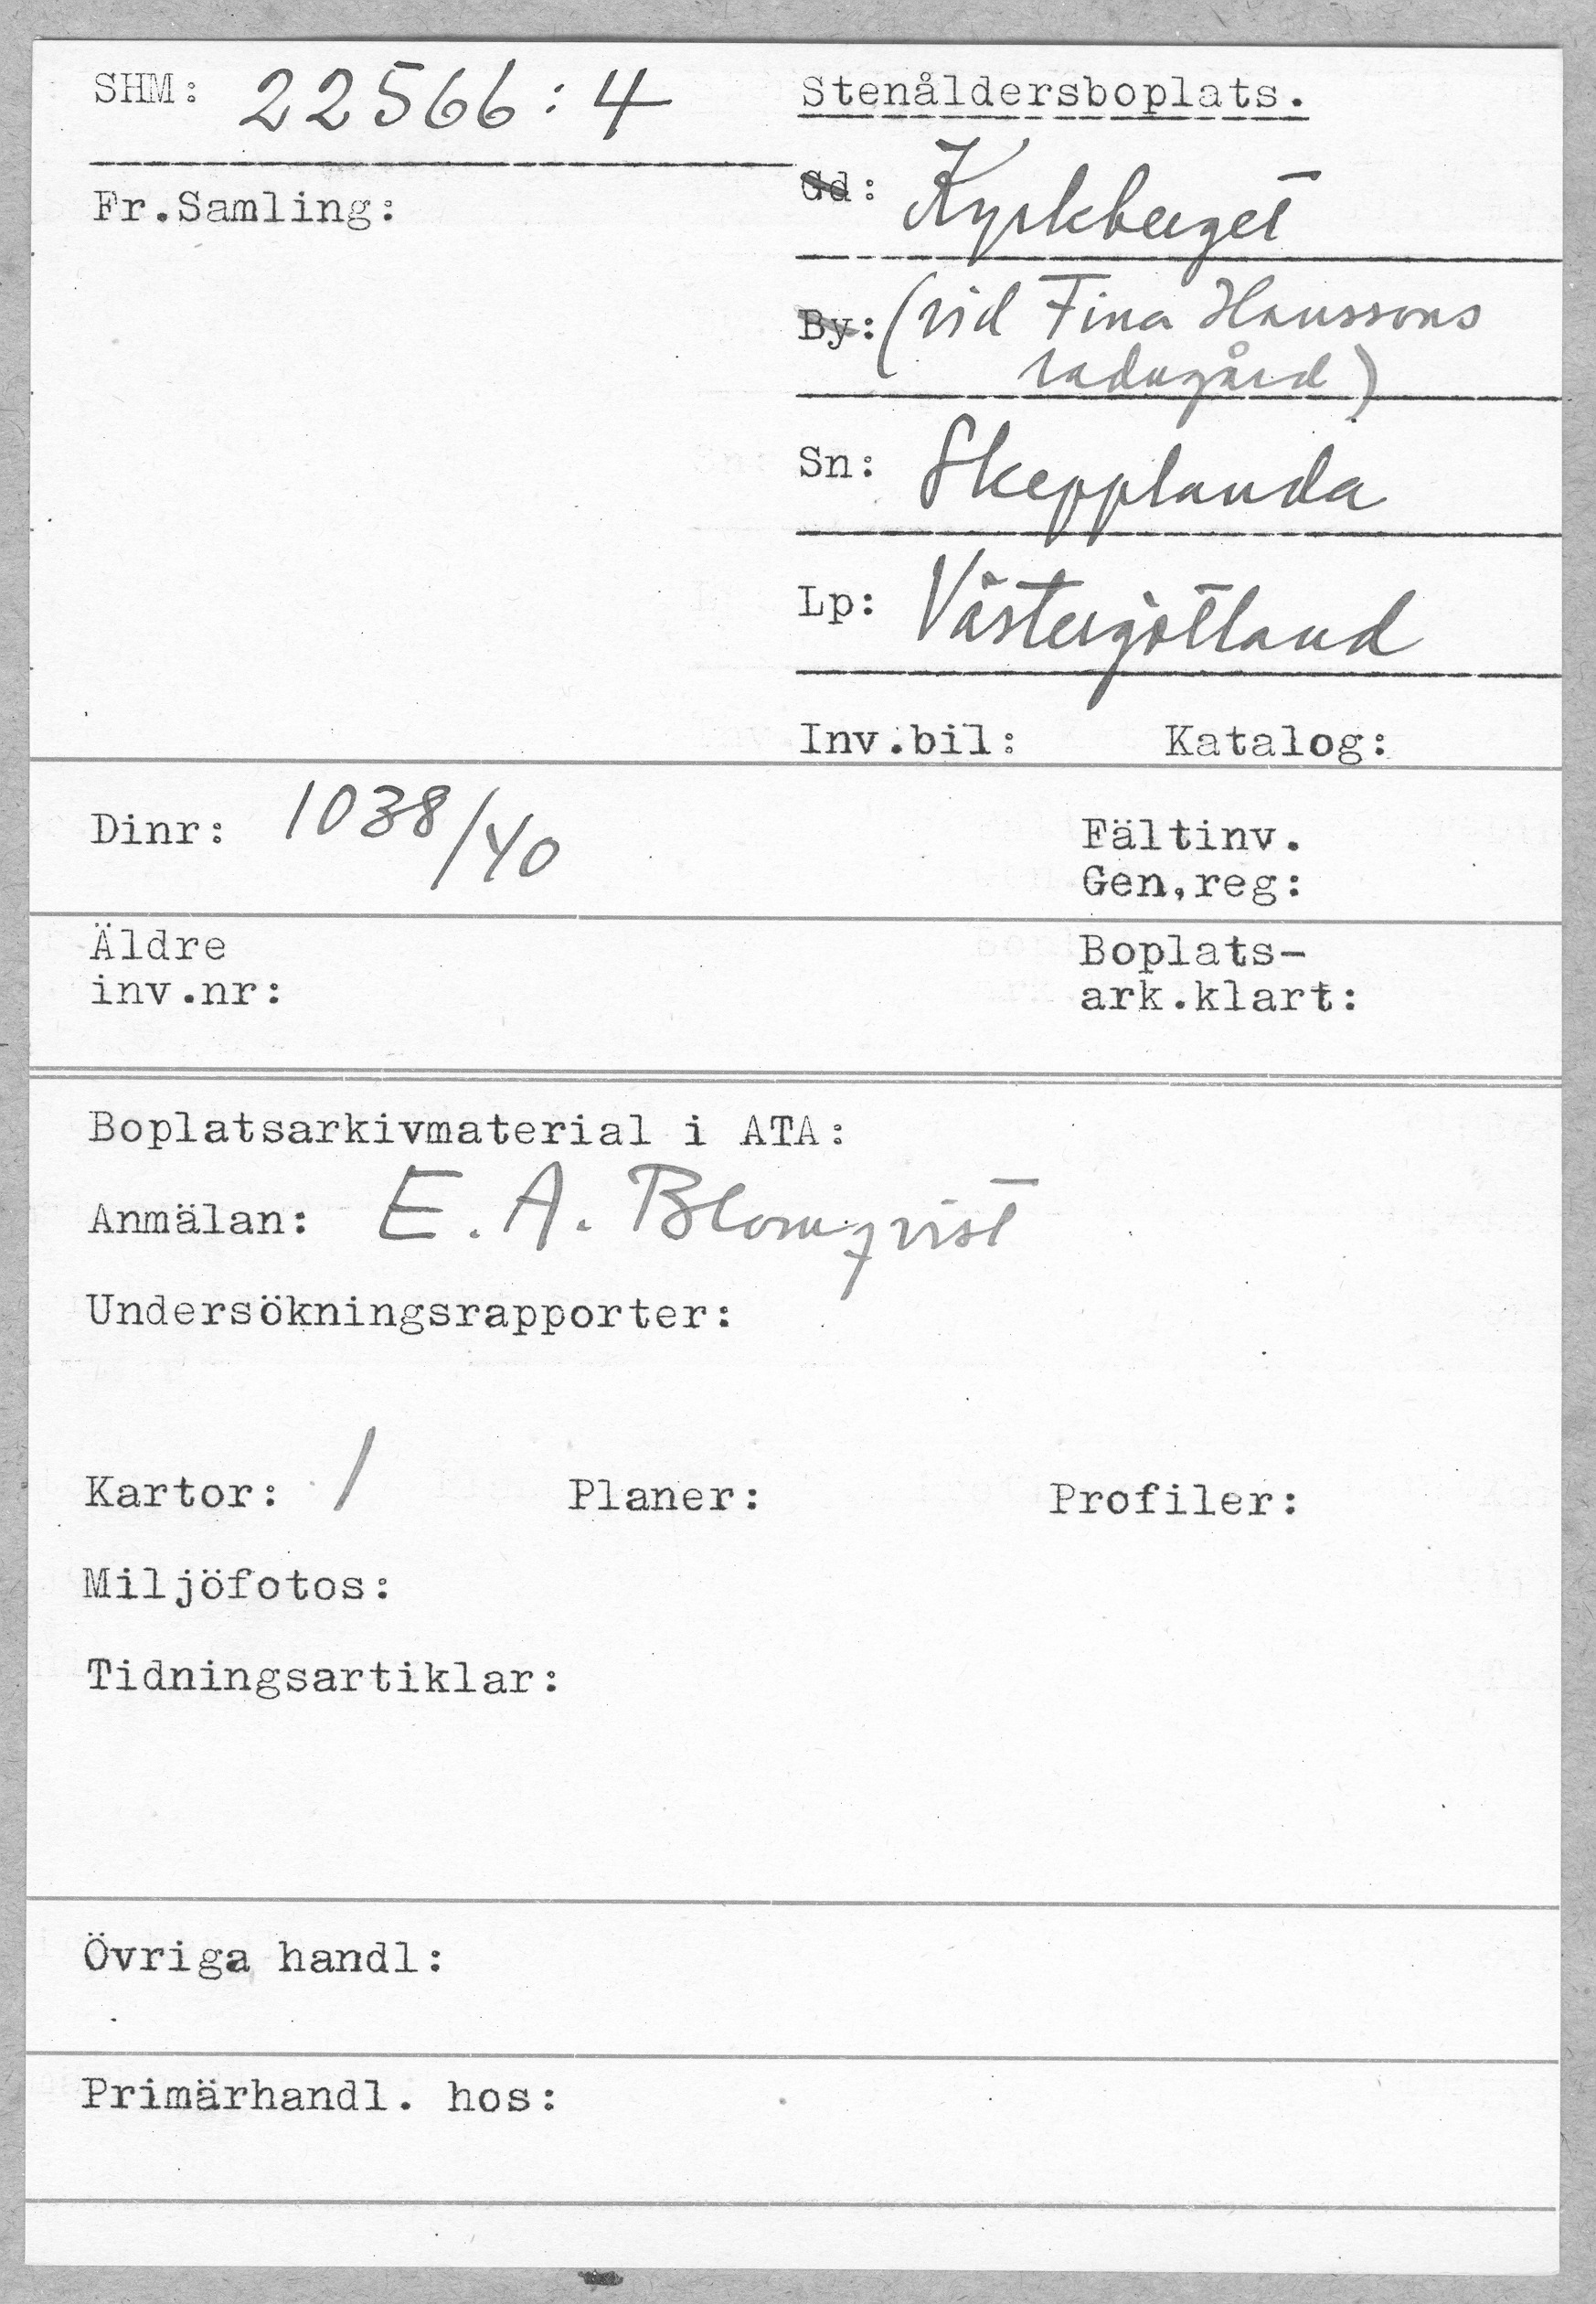 SHM: 22566:4
Stenåldersboplats.
Fr.Samling:
Gd: Kyrkberget
By: (vid Fina Hanssons
ladugård)
Sn: Skepplanda
Lp: Västergötland
Inv.bil: Katalog:
Dinr: 1038/40
Fältinv.
Gen,reg:
Äldre
inv.nr:
Boplats-
ark.klart:
Boplatsarkivmaterial i ATA:
Anmälan: E. A. Blomqvist
Undersökningsrapporter:
Kartor: 1 Planer: Profiler:
Miljöfotos:
Tidningsartiklar:
Övriga handl:
Primärhandl. hos: